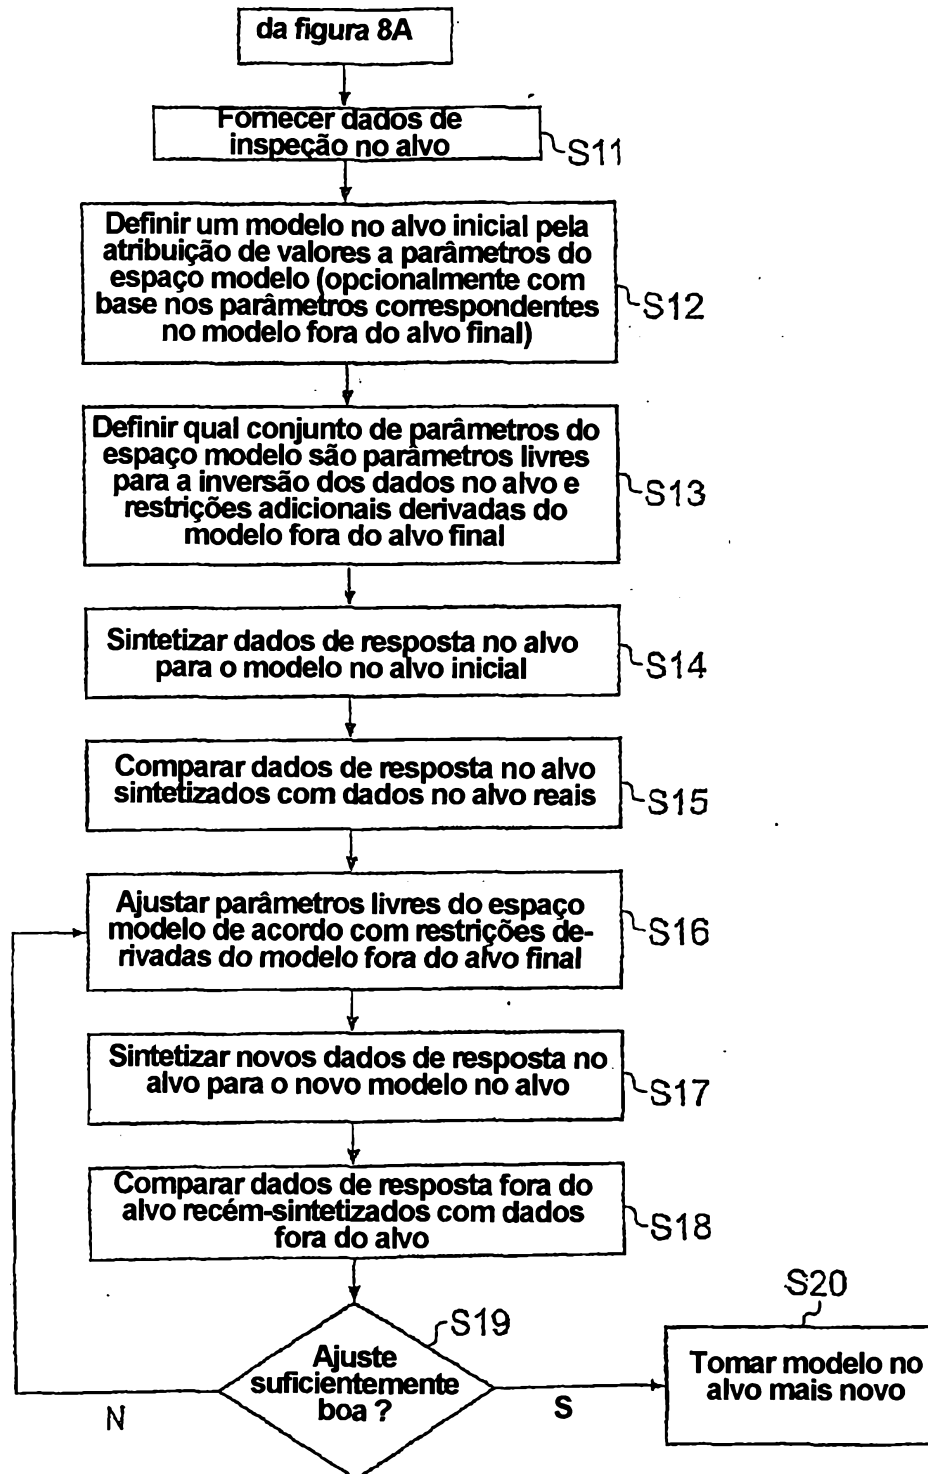 da figura 8A
Fornecer dados de
inspeção no alvo
S11
Definir um modelo no alvo inicial pela
atribuição de valores a parâmetros do
espaço modelo (opcionalmente com
base nos parâmetros correspondentes
no modelo fora do alvo final)
S12
Definir qual conjunto de parâmetros do
espaço modelo são parâmetros livres
para a inversão dos dados no alvo e
restrições adicionais derivadas do
modelo fora do alvo final
S13
Sintetizar dados de resposta no alvo
para o modelo no alvo inicial
S14
Comparar dados de resposta no alvo
sintetizados com dados no alvo reais
S15
Ajustar parâmetros livres do espaço
modelo de acordo com restrições de-
rivadas do modelo fora do alvo final
S16
Sintetizar novos dados de resposta no
alvo para o novo modelo no alvo
S17
Comparar dados de resposta fora do
alvo recém-sintetizados com dados
fora do alvo
S18
Ajuste
suficientemente
boa ?
S19
N
S
S20
Tomar modelo no
alvo mais novo